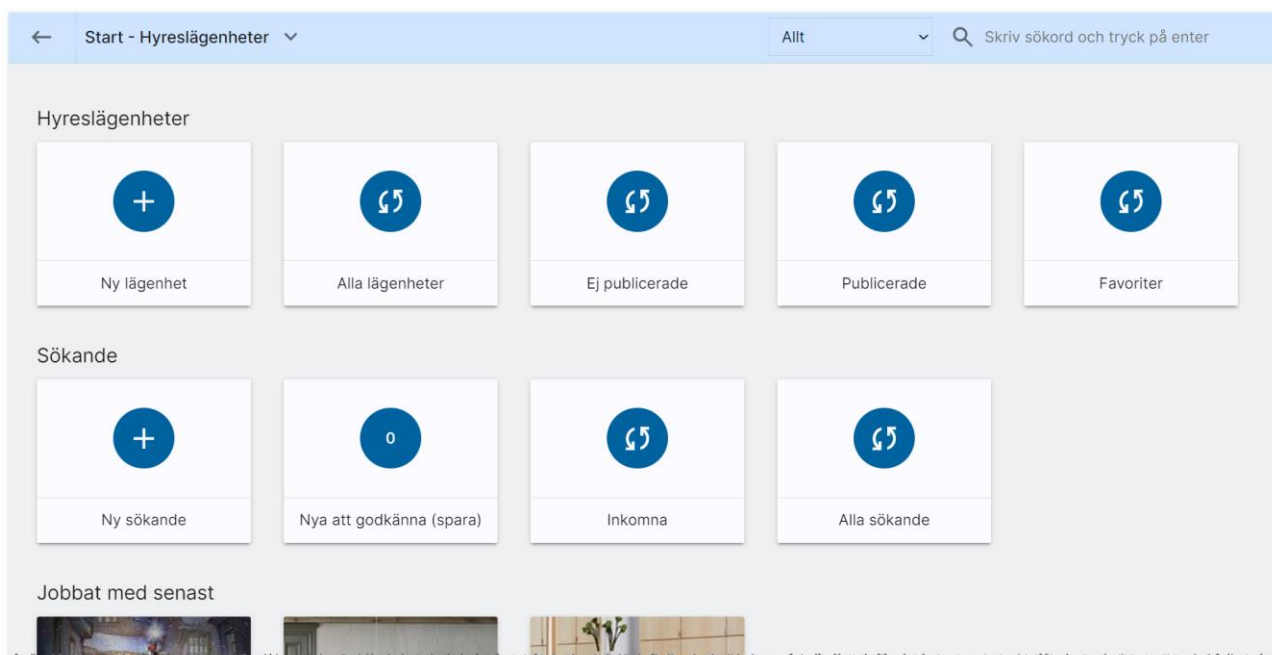 Start - Hyreslägenheter
Allt
Skriv sökord och tryck på enter
Hyreslägenheter
Ny lägenhet
Alla lägenheter
Ej publicerade
Publicerade
Favoriter
Sökande
0
Ny sökande
Nya att godkänna (spara)
Inkomna
Alla sökande
Jobbat med senast